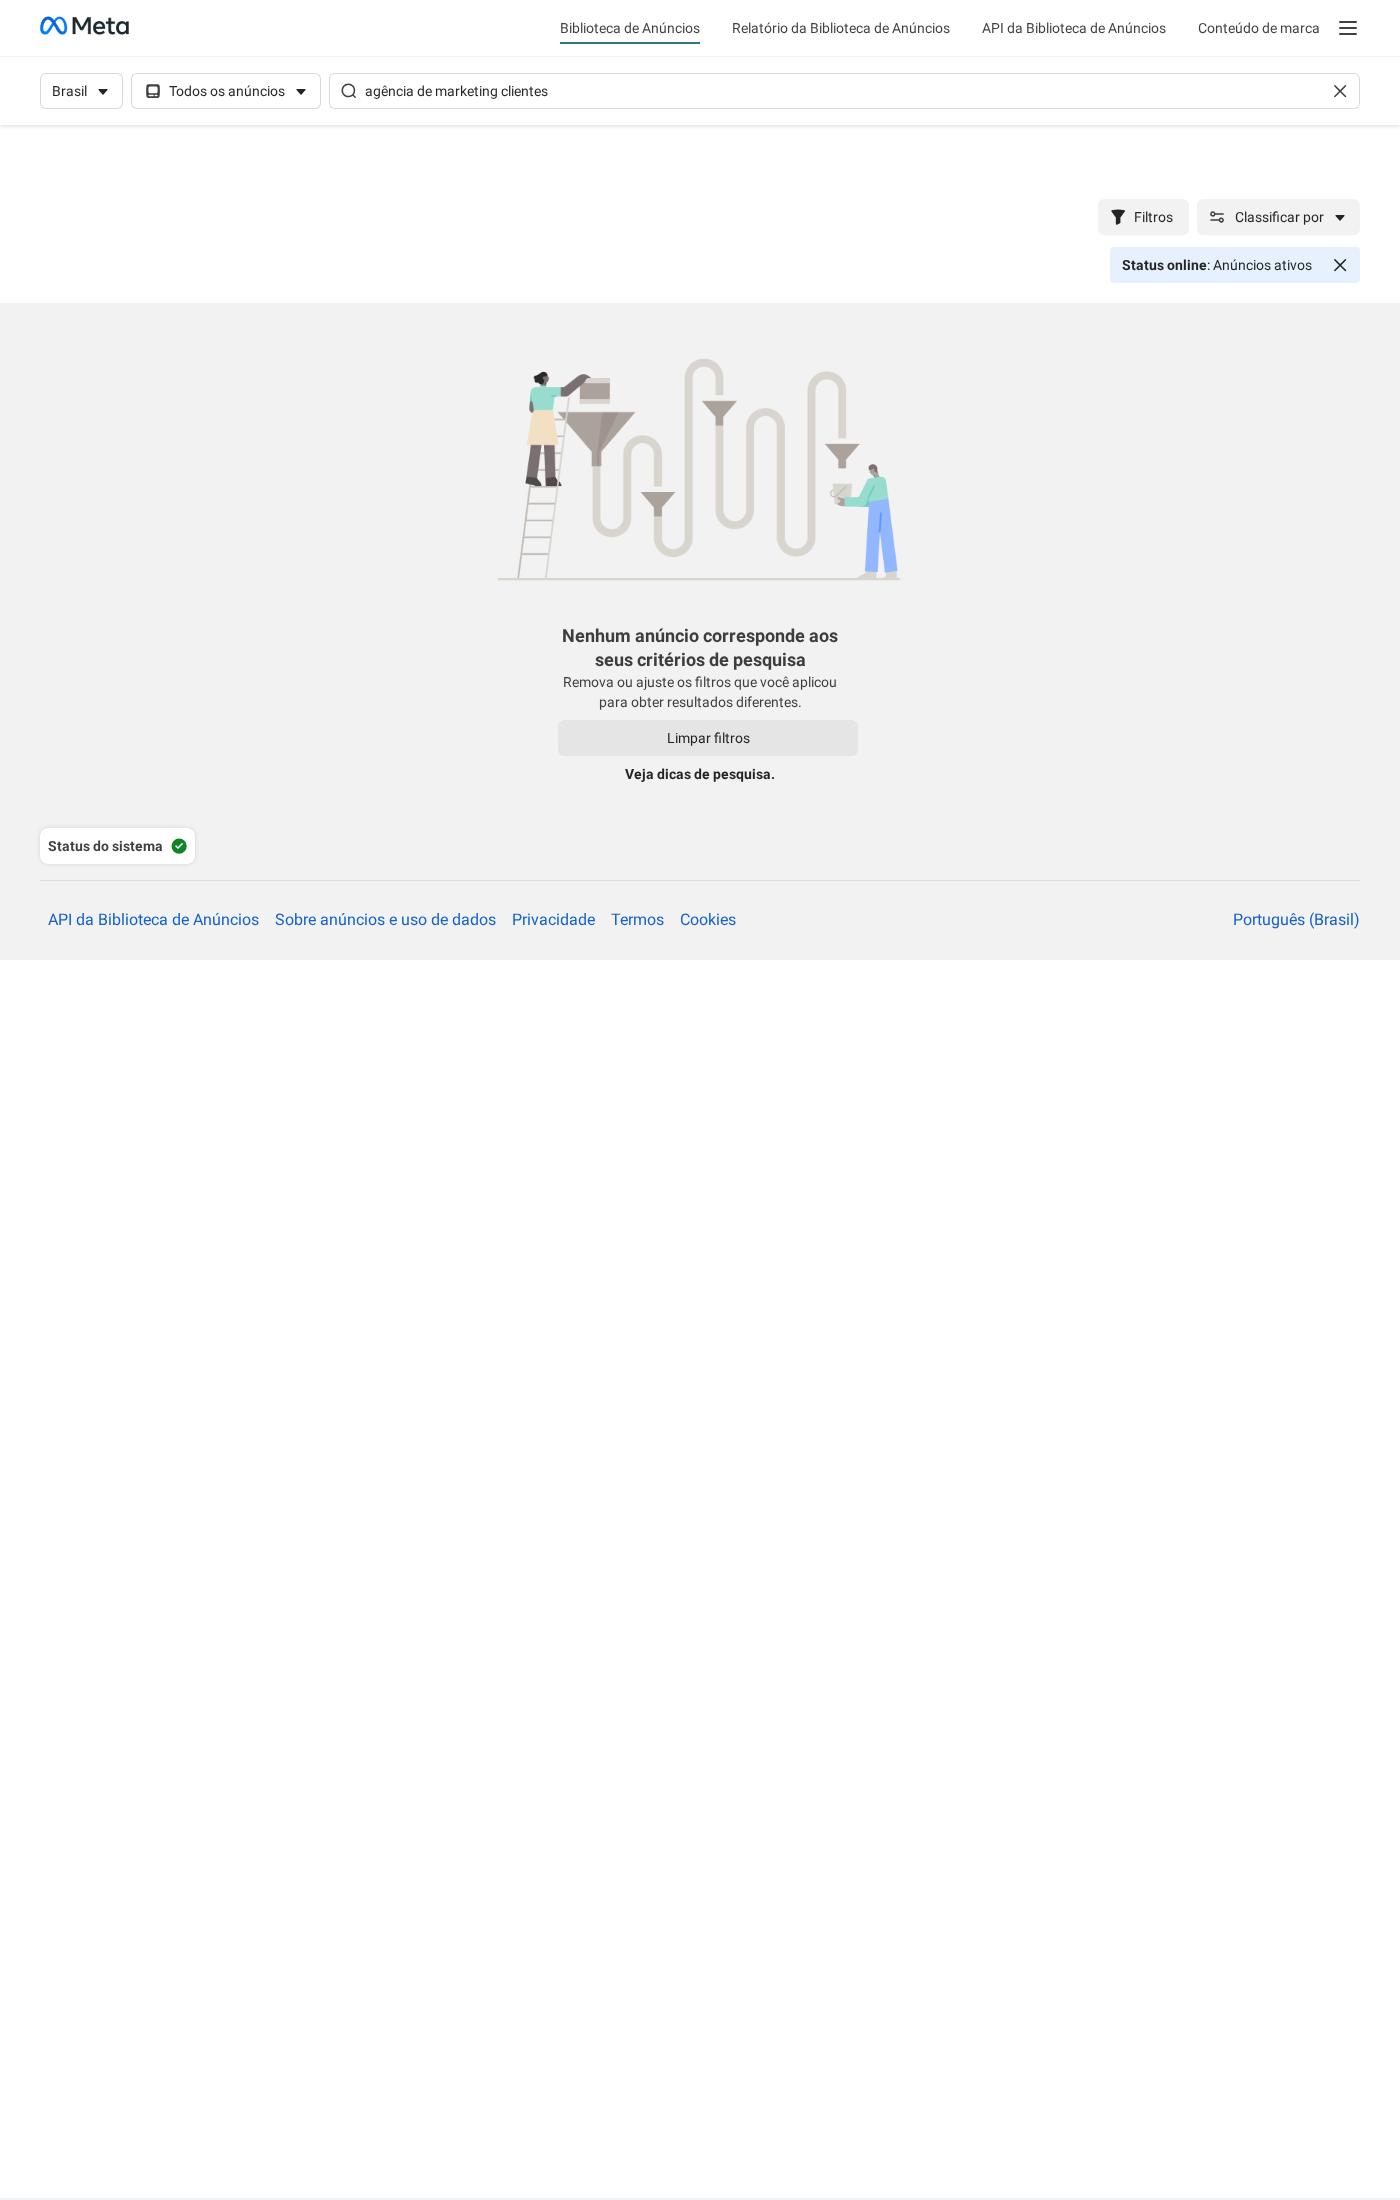 Meta
Biblioteca de Anúncios
Relatório da Biblioteca de Anúncios
API da Biblioteca de Anúncios
Conteúdo de marca
Brasil
Todos os anúncios
agência de marketing clientes
Filtros
Classificar por
Status online: Anúncios ativos
Nenhum anúncio corresponde aos
seus critérios de pesquisa
Remova ou ajuste os filtros que você aplicou
para obter resultados diferentes.
Limpar filtros
Veja dicas de pesquisa.
Status do sistema
API da Biblioteca de Anúncios
Sobre anúncios e uso de dados
Privacidade
Termos
Cookies
Português (Brasil)